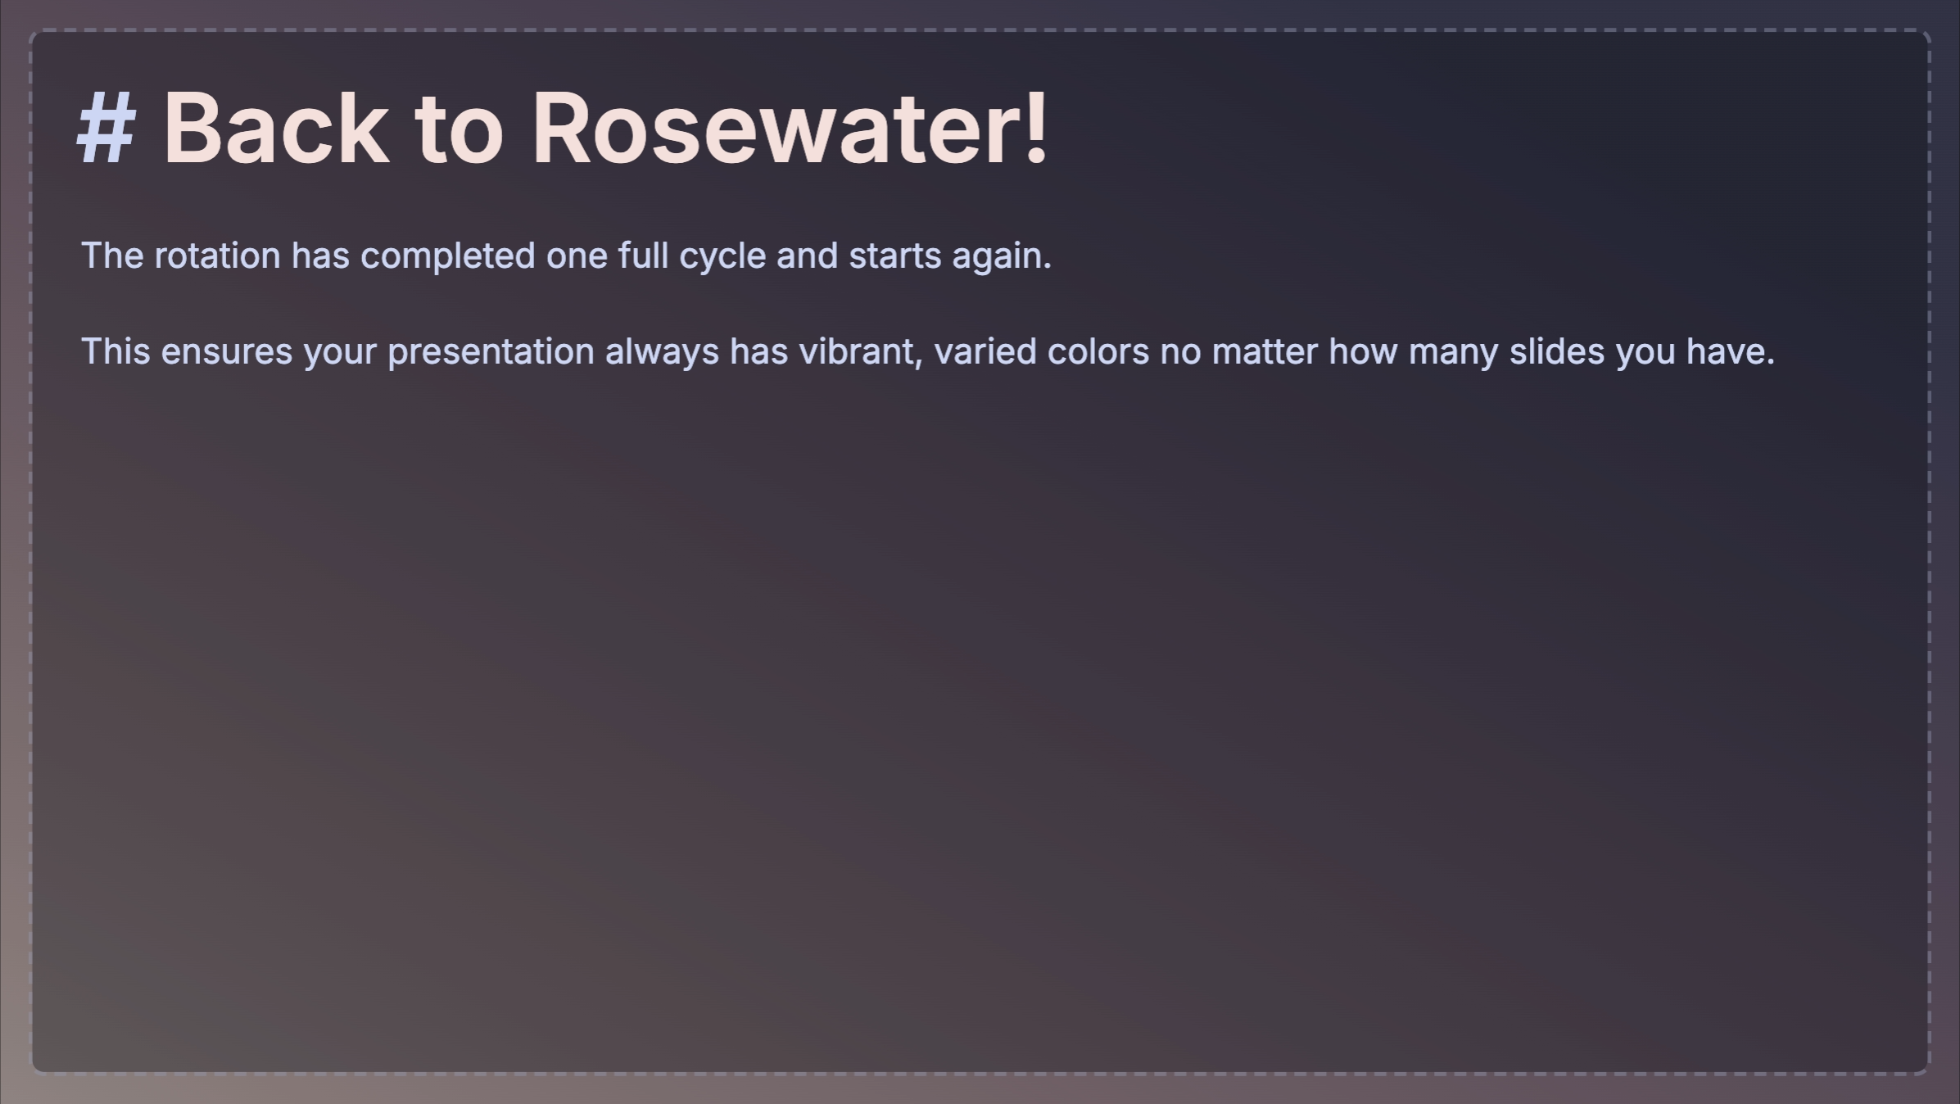 # Back to Rosewater!
The rotation has completed one full cycle and starts again.
This ensures your presentation always has vibrant, varied colors no matter how many slides you have.